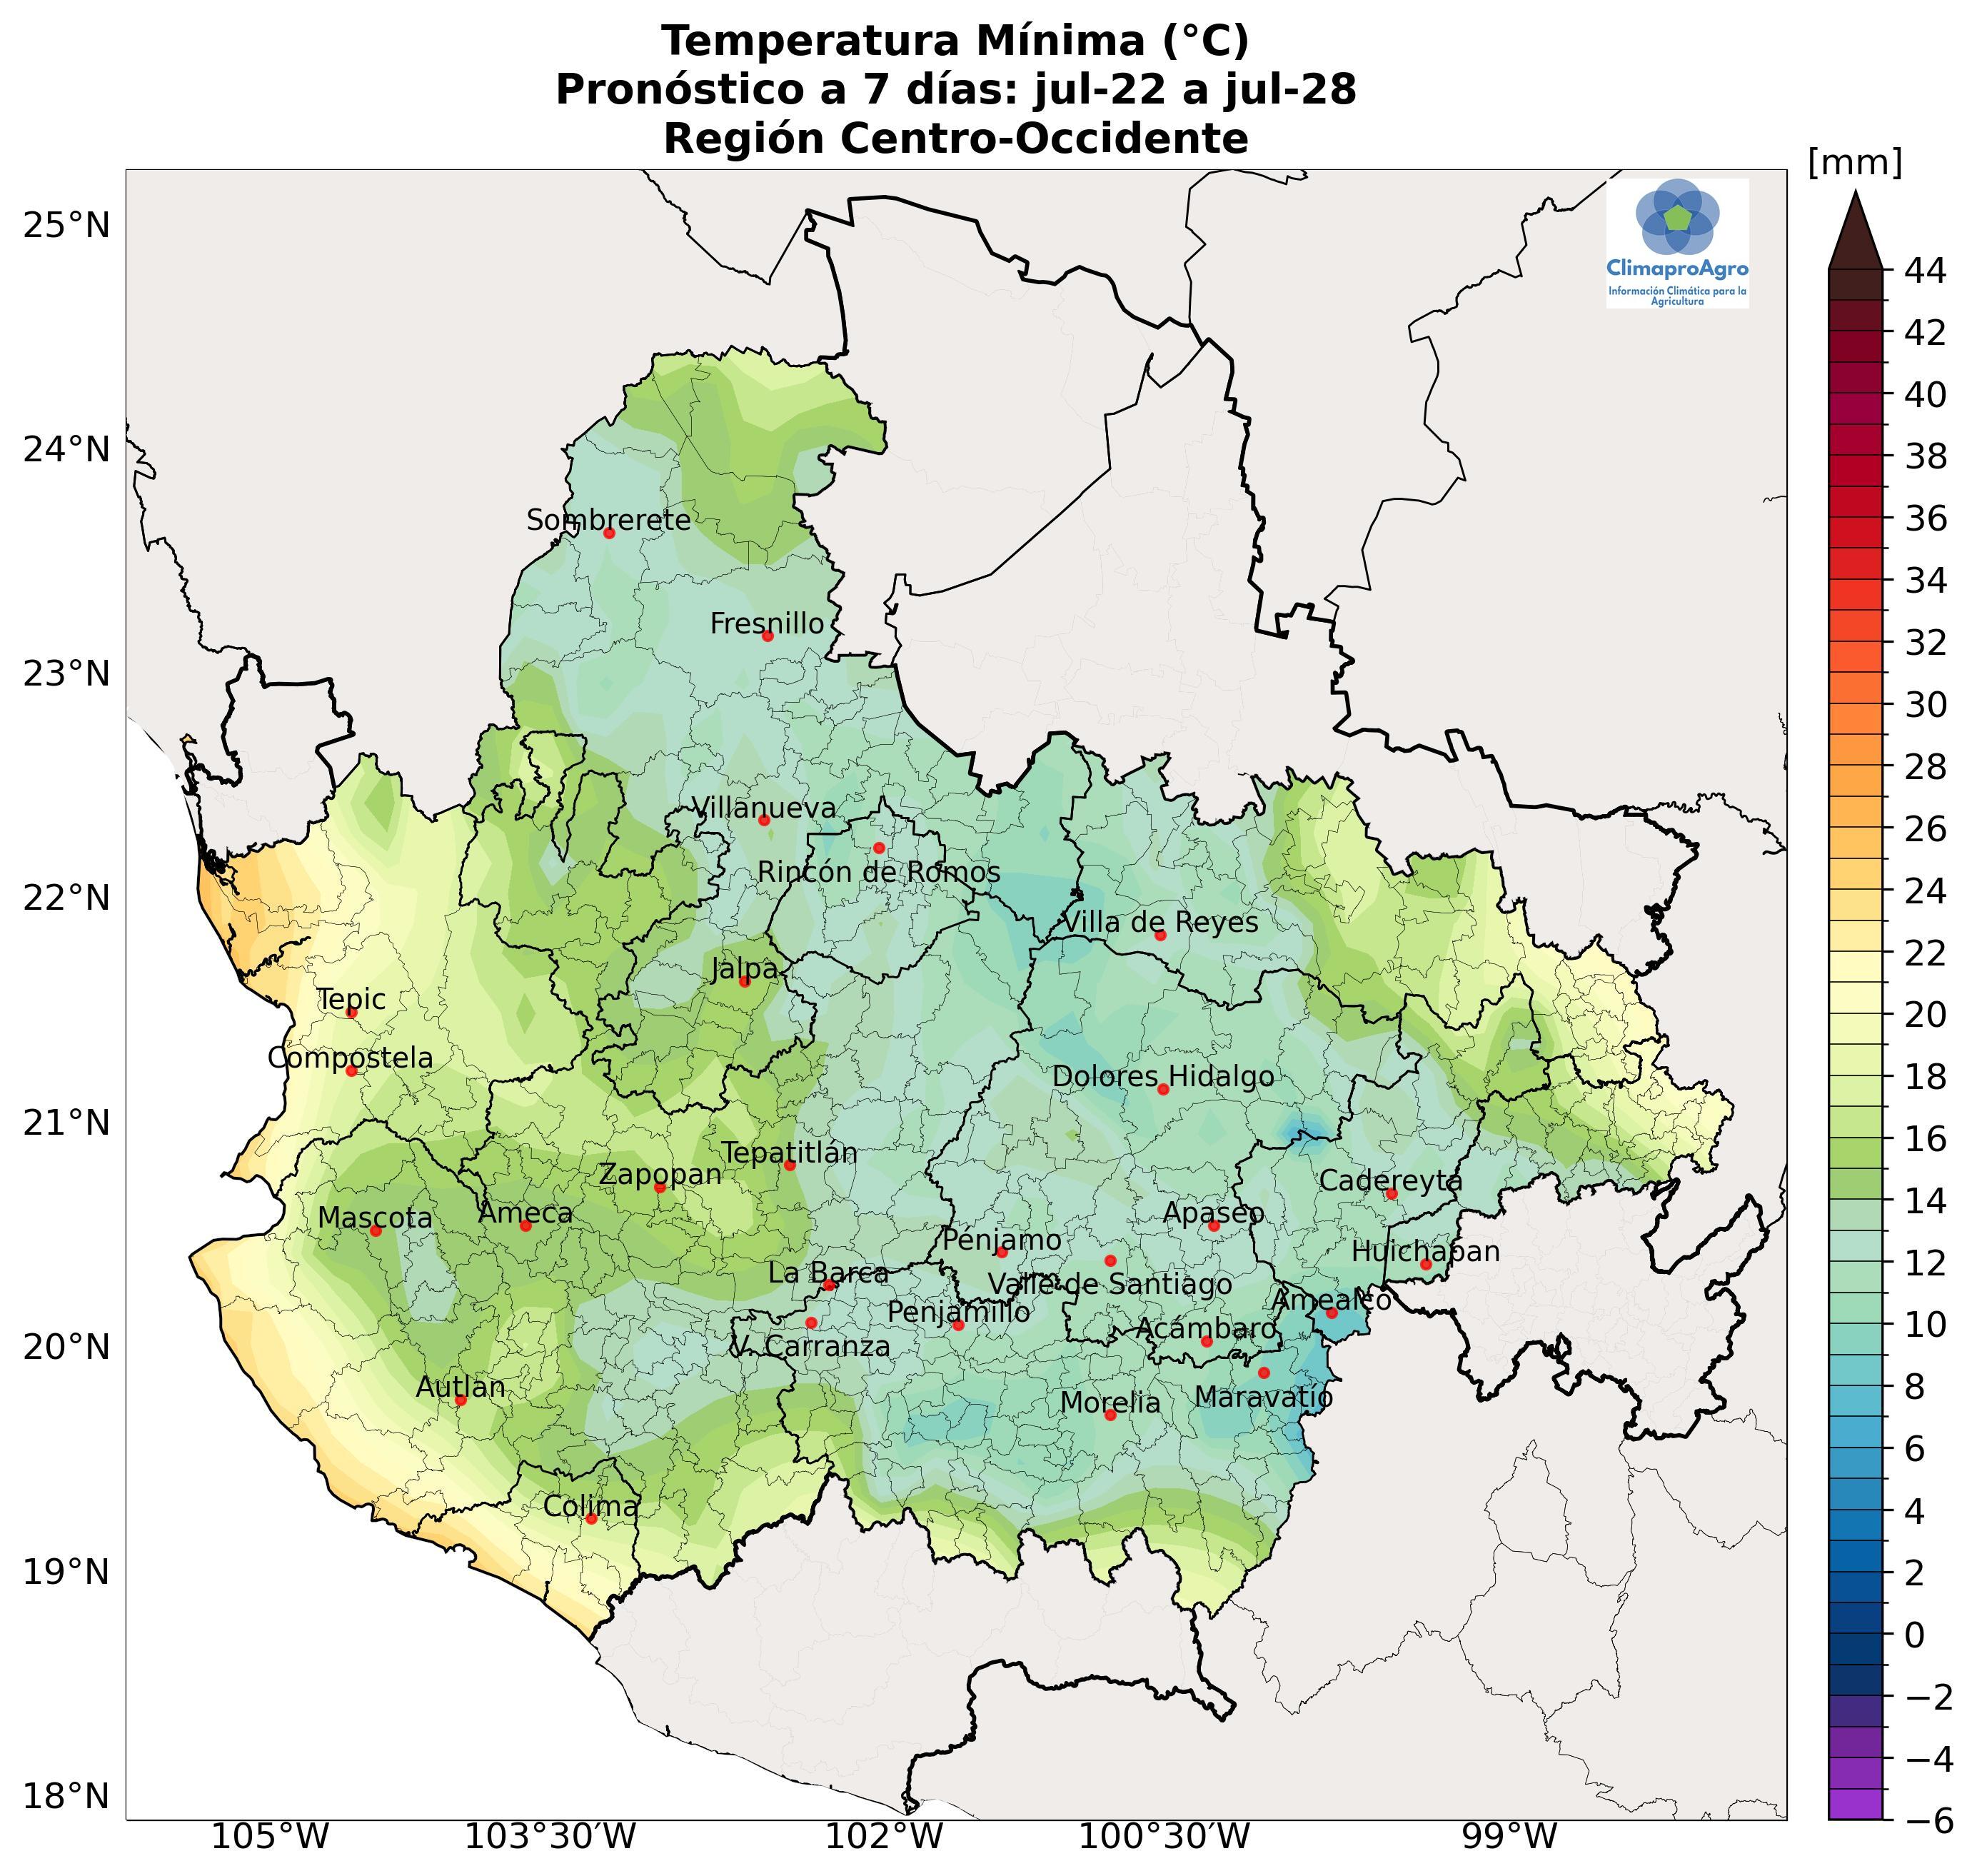 Temperatura Mínima (°C)
Pronóstico a 7 días: jul-22 a jul-28
Región Centro-Occidente
[mm]
ClimaproAgro
Información Climática para la
Agricultura
25°N
24°N
23°N
22°N
21°N
20°N
19°N
18°N
Sombrerete
Fresnillo
Villanueva
Rincón de Romos
Villa de Reyes
Jalpa
Tepic
Compostela
Dolores Hidalgo
Tepatitlán
Zapopan
Cadereyta
Mascota
Ameca
Apaseo
Pénjamo
Huichapan
La Barca
Valle de Santiago
Amealco
Penjamillo
Acámbaro
V. Carranza
Autlan
Maravatío
Morelia
Colima
105°W
103°30'W
102°W
100°30'W
99°W
44
42
40
38
36
34
32
30
28
26
24
22
20
18
16
14
12
10
8
6
4
2
0
−2
−4
−6